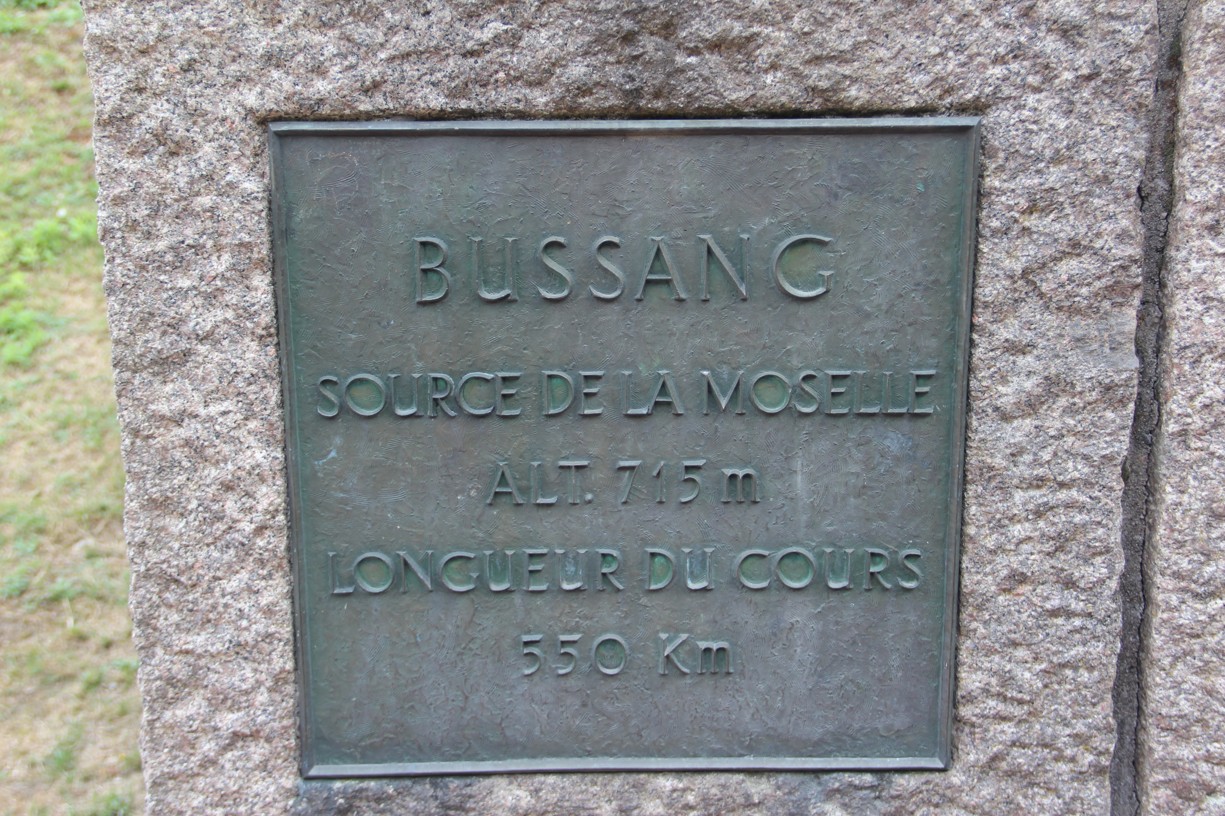 BUSSANG
SOURCE DE LA MOSELLE
ALT. 715 m
LONGUEUR DU COURS
550 Km